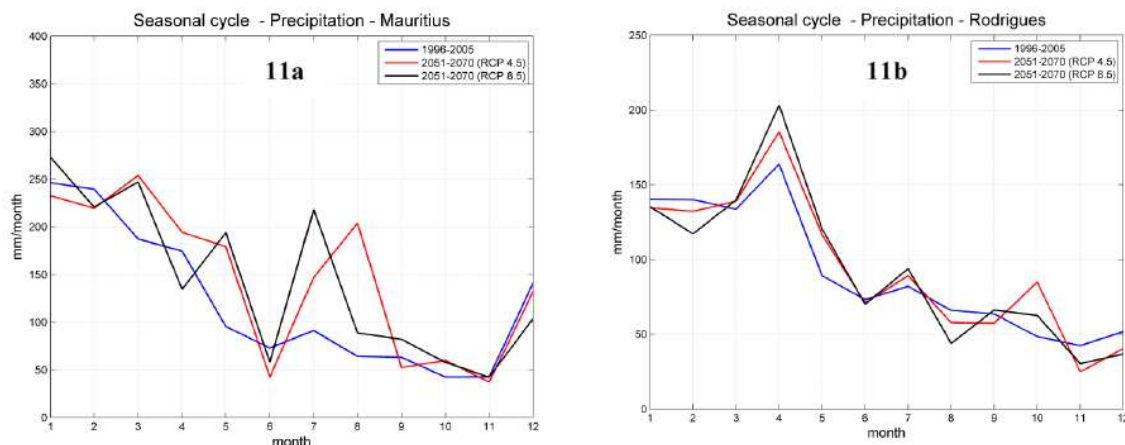 Seasonal cycle - Precipitation - Mauritius
400
350
300
250
200
150
100
50
0
mm/month
1 2 3 4 5 6 7 8 9 10 11 12
month
11a
1996-2005
2051-2070 (RCP 4.5)
2051-2070 (RCP 8.5)
Seasonal cycle - Precipitation - Rodrigues
250
200
150
100
50
0
mm/month
1 2 3 4 5 6 7 8 9 10 11 12
month
11b
1996-2005
2051-2070 (RCP 4.5)
2051-2070 (RCP 8.5)